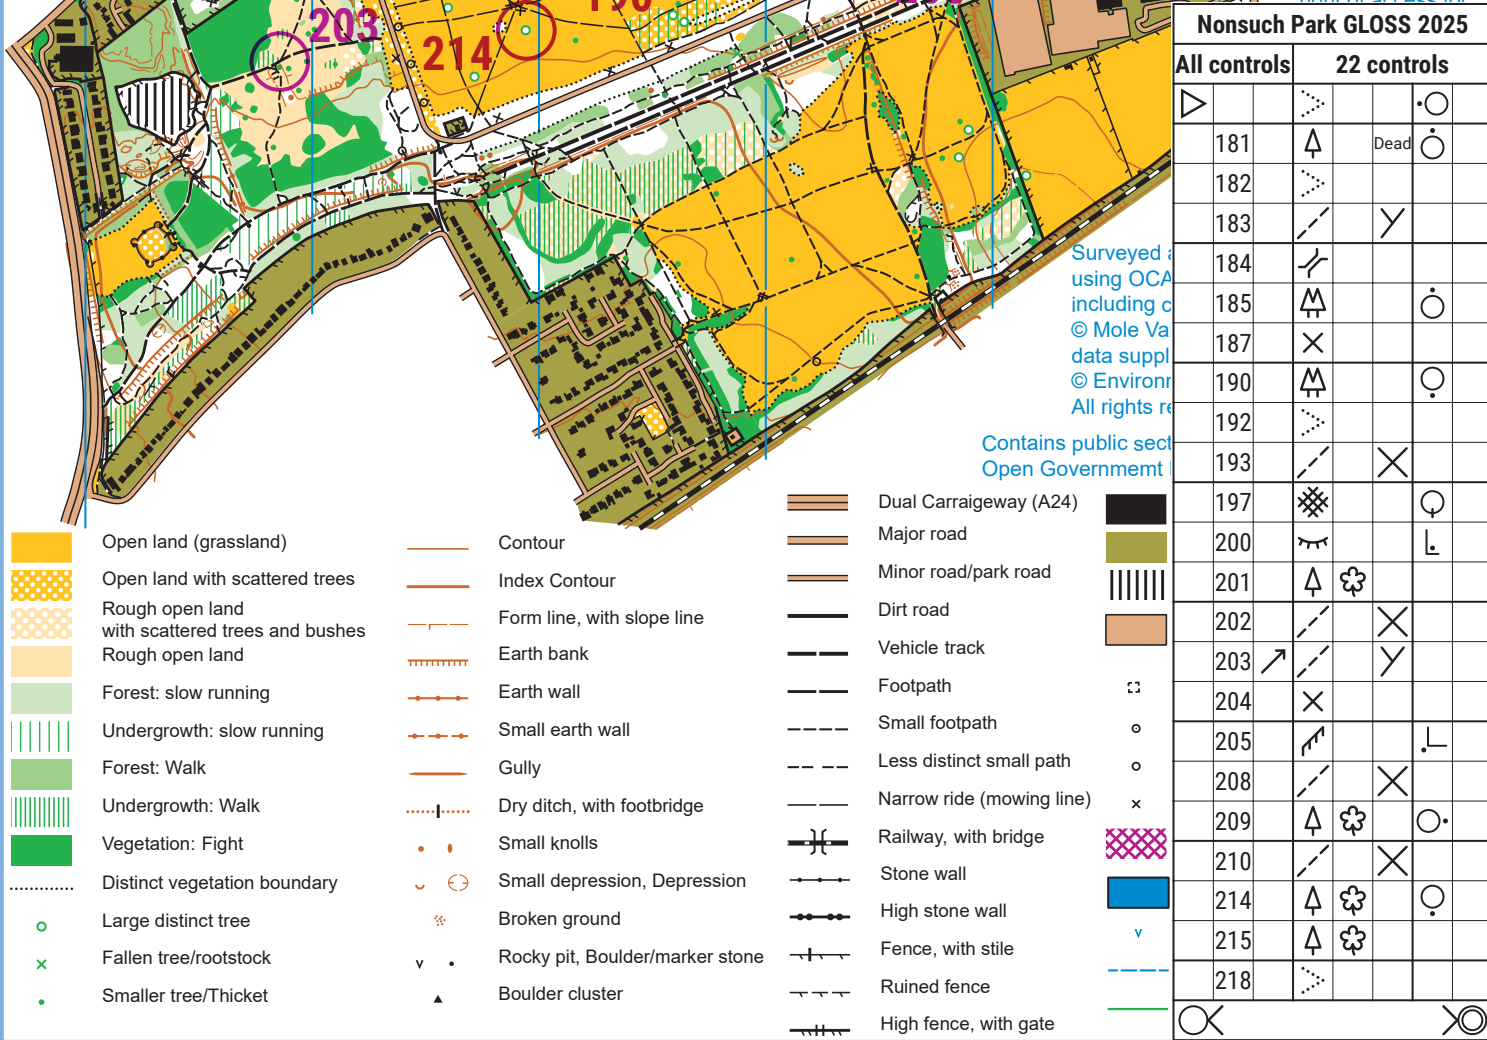 203
214
190
Surveyed
using OCA
including c
© Mole Va
data suppl
© Environ
All rights re
Contains public sect
Open Governmemt
Open land (grassland)
Open land with scattered trees
Rough open land
with scattered trees and bushes
Rough open land
Forest: slow running
Undergrowth: slow running
Forest: Walk
Undergrowth: Walk
Vegetation: Fight
Distinct vegetation boundary
Large distinct tree
Fallen tree/rootstock
Smaller tree/Thicket
Contour
Index Contour
Form line, with slope line
Earth bank
Earth wall
Small earth wall
Gully
Dry ditch, with footbridge
Small knolls
Small depression, Depression
Broken ground
Rocky pit, Boulder/marker stone
Boulder cluster
Dual Carraigeway (A24)
Major road
Minor road/park road
Dirt road
Vehicle track
Footpath
Small footpath
Less distinct small path
Narrow ride (mowing line)
Railway, with bridge
Stone wall
High stone wall
Fence, with stile
Ruined fence
High fence, with gate
Nonsuch Park GLOSS 2025
All controls 22 controls
181 Dead
182
183
184
185
187
190
192
193
197
200
201
202
203
204
205
208
209
210
214
215
218